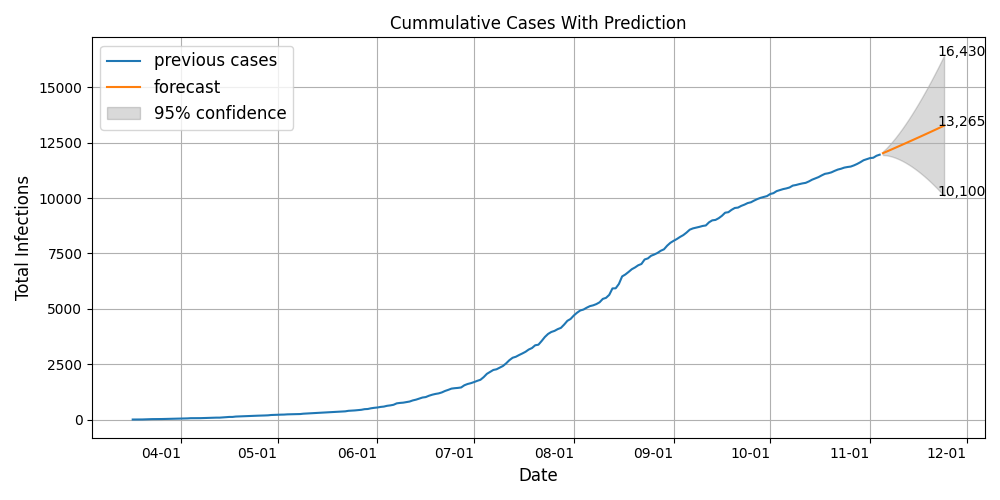 Cummulative Cases With Prediction
previous cases
forecast
95% confidence
16,430
13,265
10,100
Total Infections
15000
12500
10000
7500
5000
2500
0
04-01 05-01 06-01 07-01 08-01 09-01 10-01 11-01 12-01
Date